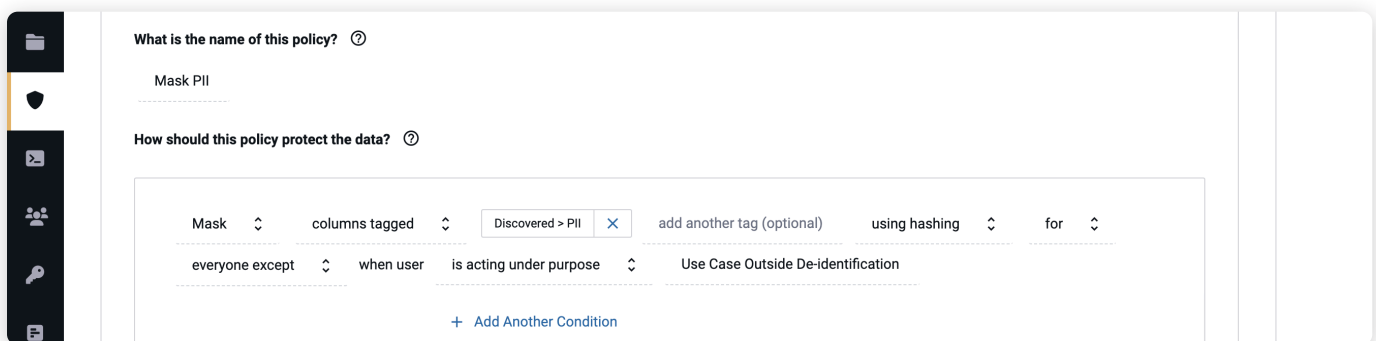 What is the name of this policy?
Mask PII
How should this policy protect the data?
Mask columns tagged Discovered > PII add another tag (optional) using hashing for
everyone except when user is acting under purpose Use Case Outside De-identification
+ Add Another Condition